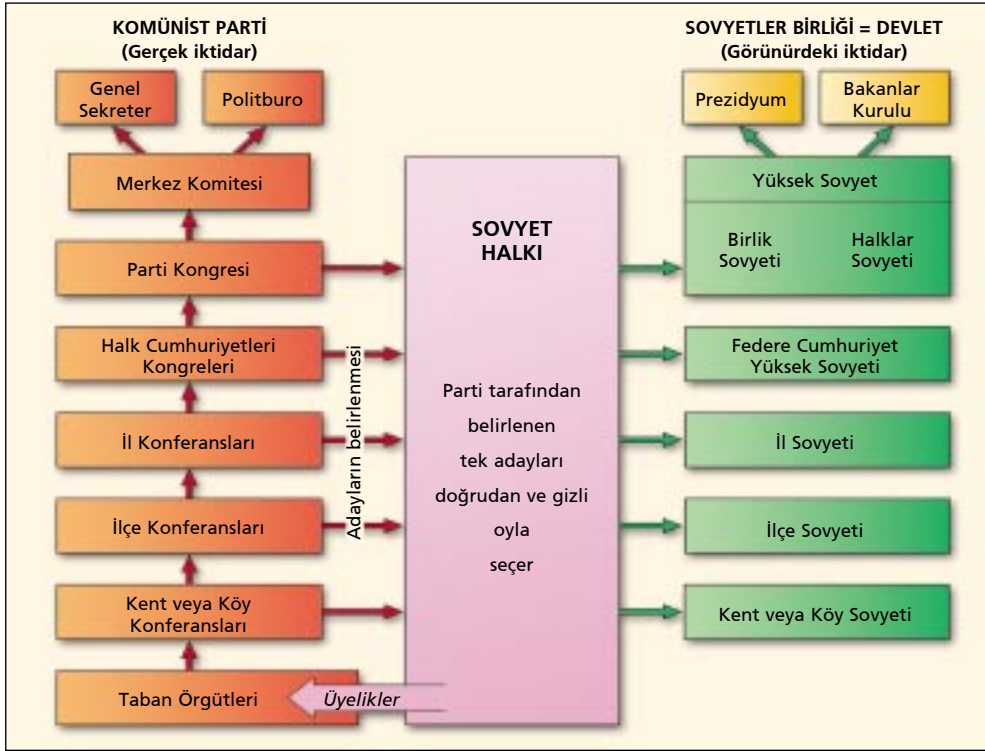 KOMÜNİST PARTİ
(Gerçek iktidar)
Genel
Sekreter
Politburo
Merkez Komitesi
Parti Kongresi
Halk Cumhuriyetleri
Kongreleri
İl Konferansları
İlçe Konferansları
Kent veya Köy
Konferansları
Taban Örgütleri
Üyelikler
Adayların belirlenmesi
SOVYET
HALKI
Parti tarafından
belirlenen
tek adayları
doğrudan ve gizli
oyla
seçer
SOVYETLER BİRLİĞİ = DEVLET
(Görünürdeki iktidar)
Prezidyum
Bakanlar
Kurulu
Yüksek Sovyet
Birlik
Sovyeti
Halklar
Sovyeti
Federe Cumhuriyet
Yüksek Sovyeti
İl Sovyeti
İlçe Sovyeti
Kent veya Köy Sovyeti